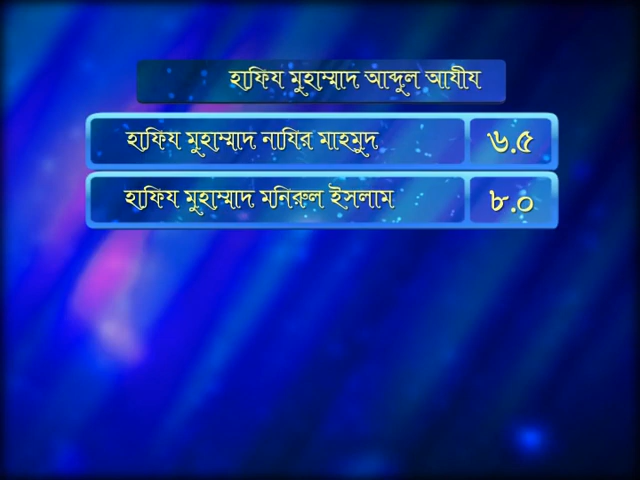 হাফিয মুহাম্মাদ আব্দুল আযীয
হাফিয মুহাম্মাদ নাযির মাহমুদ ৬.৫
হাফিয মুহাম্মাদ মনিরুল ইসলাম ৮.০